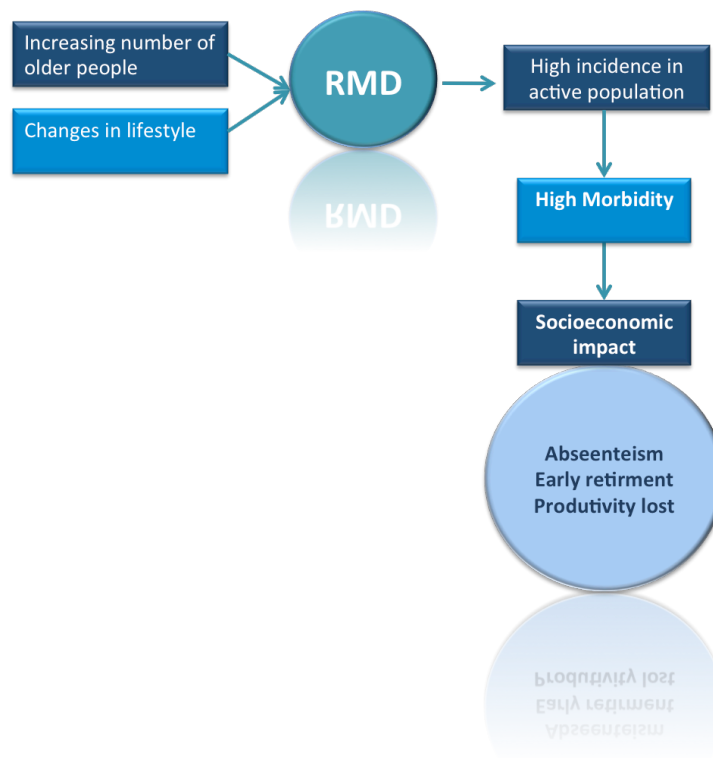 Increasing number of
older people
Changes in lifestyle
RMD
High incidence in
active population
High Morbidity
Socioeconomic
impact
Abseenteism
Early retirment
Produtivity lost